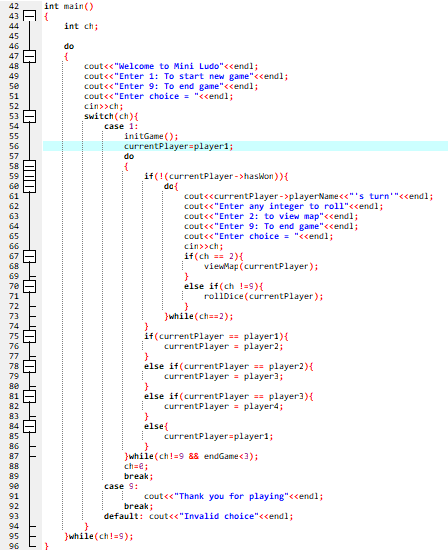 42 int main()
43 {
44 int ch;
45
46 do
47 {
48 cout<<"Welcome to Mini Ludo"<<endl;
49 cout<<"Enter 1: To start new game"<<endl;
50 cout<<"Enter 9: To end game"<<endl;
51 cout<<"Enter choice = "<<endl;
52 cin>>ch;
53 switch(ch){
54 case 1:
55 initGame();
56 currentPlayer=player1;
57 do
58 {
59 if(!(currentPlayer->hasWon)){
60 do{
61 cout<<currentPlayer->playerName<<"'s turn'"<<endl;
62 cout<<"Enter any integer to roll"<<endl;
63 cout<<"Enter 2: to view map"<<endl;
64 cout<<"Enter 9: To end game"<<endl;
65 cout<<"Enter choice = "<<endl;
66 cin>>ch;
67 if(ch == 2){
68 viewMap(currentPlayer);
69 }
70 else if(ch !=9){
71 rollDice(currentPlayer);
72 }
73 }while(ch==2);
74 }
75 if(currentPlayer == player1){
76 currentPlayer = player2;
77 }
78 else if(currentPlayer == player2){
79 currentPlayer = player3;
80 }
81 else if(currentPlayer == player3){
82 currentPlayer = player4;
83 }
84 else{
85 currentPlayer=player1;
86 }
87 }while(ch!=9 && endGame<3);
88 ch=0;
89 break;
90 case 9:
91 cout<<"Thank you for playing"<<endl;
92 break;
93 default: cout<<"Invalid choice"<<endl;
94 }
95 }while(ch!=9);
96 }